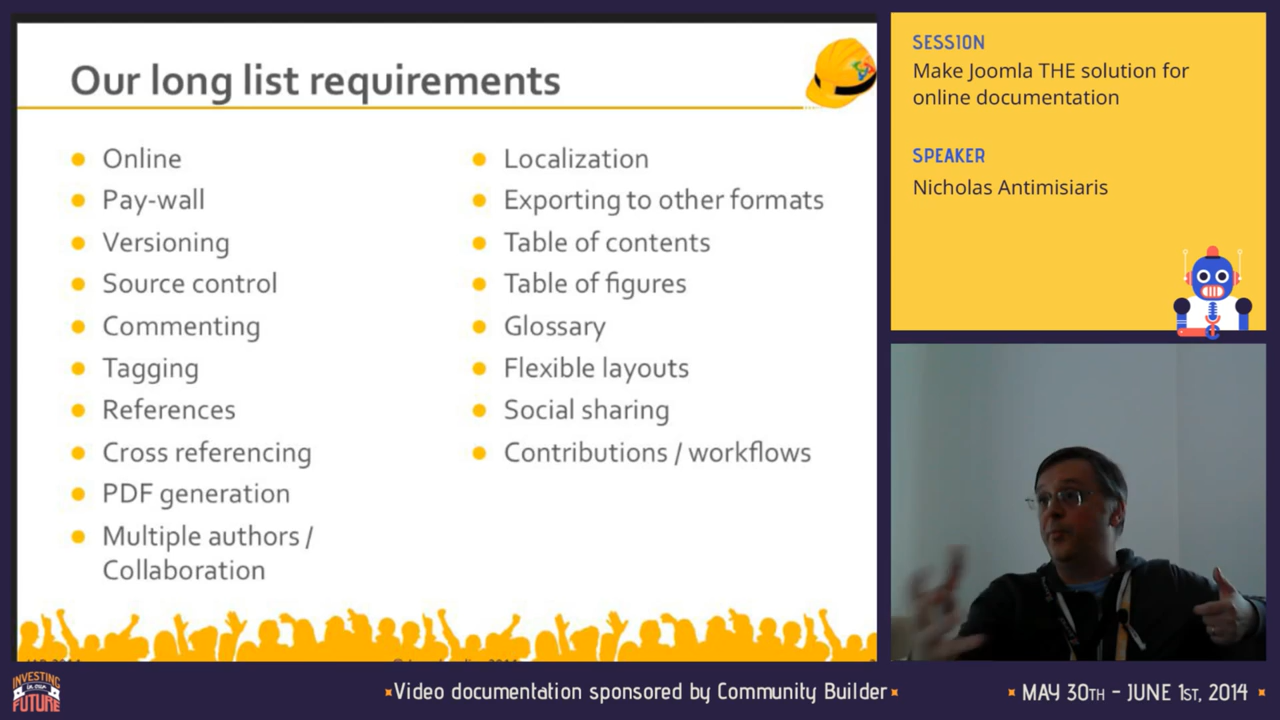 Our long list requirements
Online
Pay-wall
Versioning
Source control
Commenting
Tagging
References
Cross referencing
PDF generation
Multiple authors /
Collaboration
Localization
Exporting to other formats
Table of contents
Table of figures
Glossary
Flexible layouts
Social sharing
Contributions / workflows
SESSION
Make Joomla THE solution for
online documentation
SPEAKER
Nicholas Antimisiaris
INVESTING
IN OUR
FUTURE
Video documentation sponsored by Community Builder
MAY 30TH - JUNE 1ST, 2014